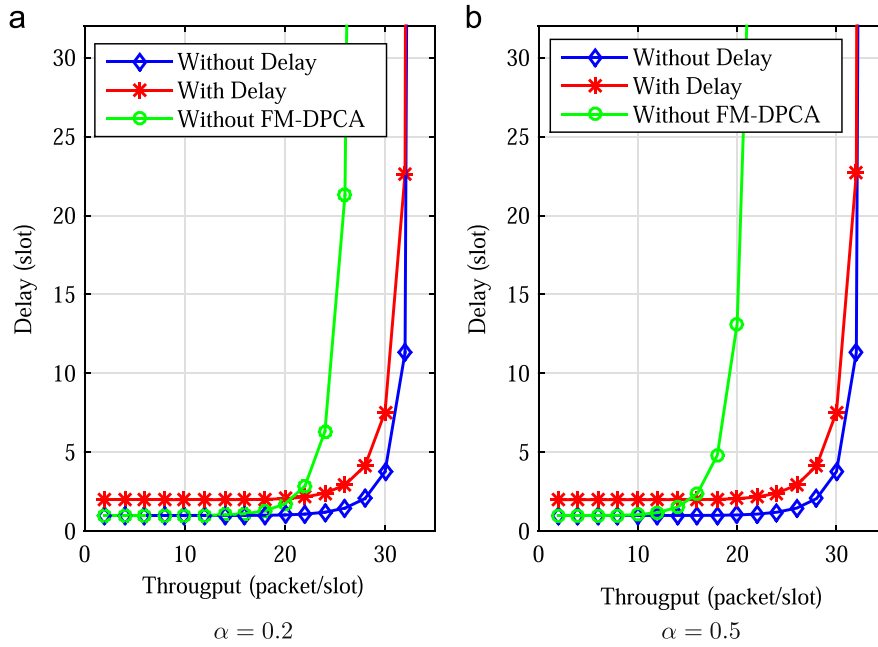 a
b
Without Delay
With Delay
Without FM-DPCA
Without Delay
With Delay
Without FM-DPCA
30
25
20
15
10
5
0
30
25
20
15
10
5
0
Delay (slot)
Delay (slot)
0 10 20 30
0 10 20 30
Througput (packet/slot)
Througput (packet/slot)
α = 0.2
α = 0.5